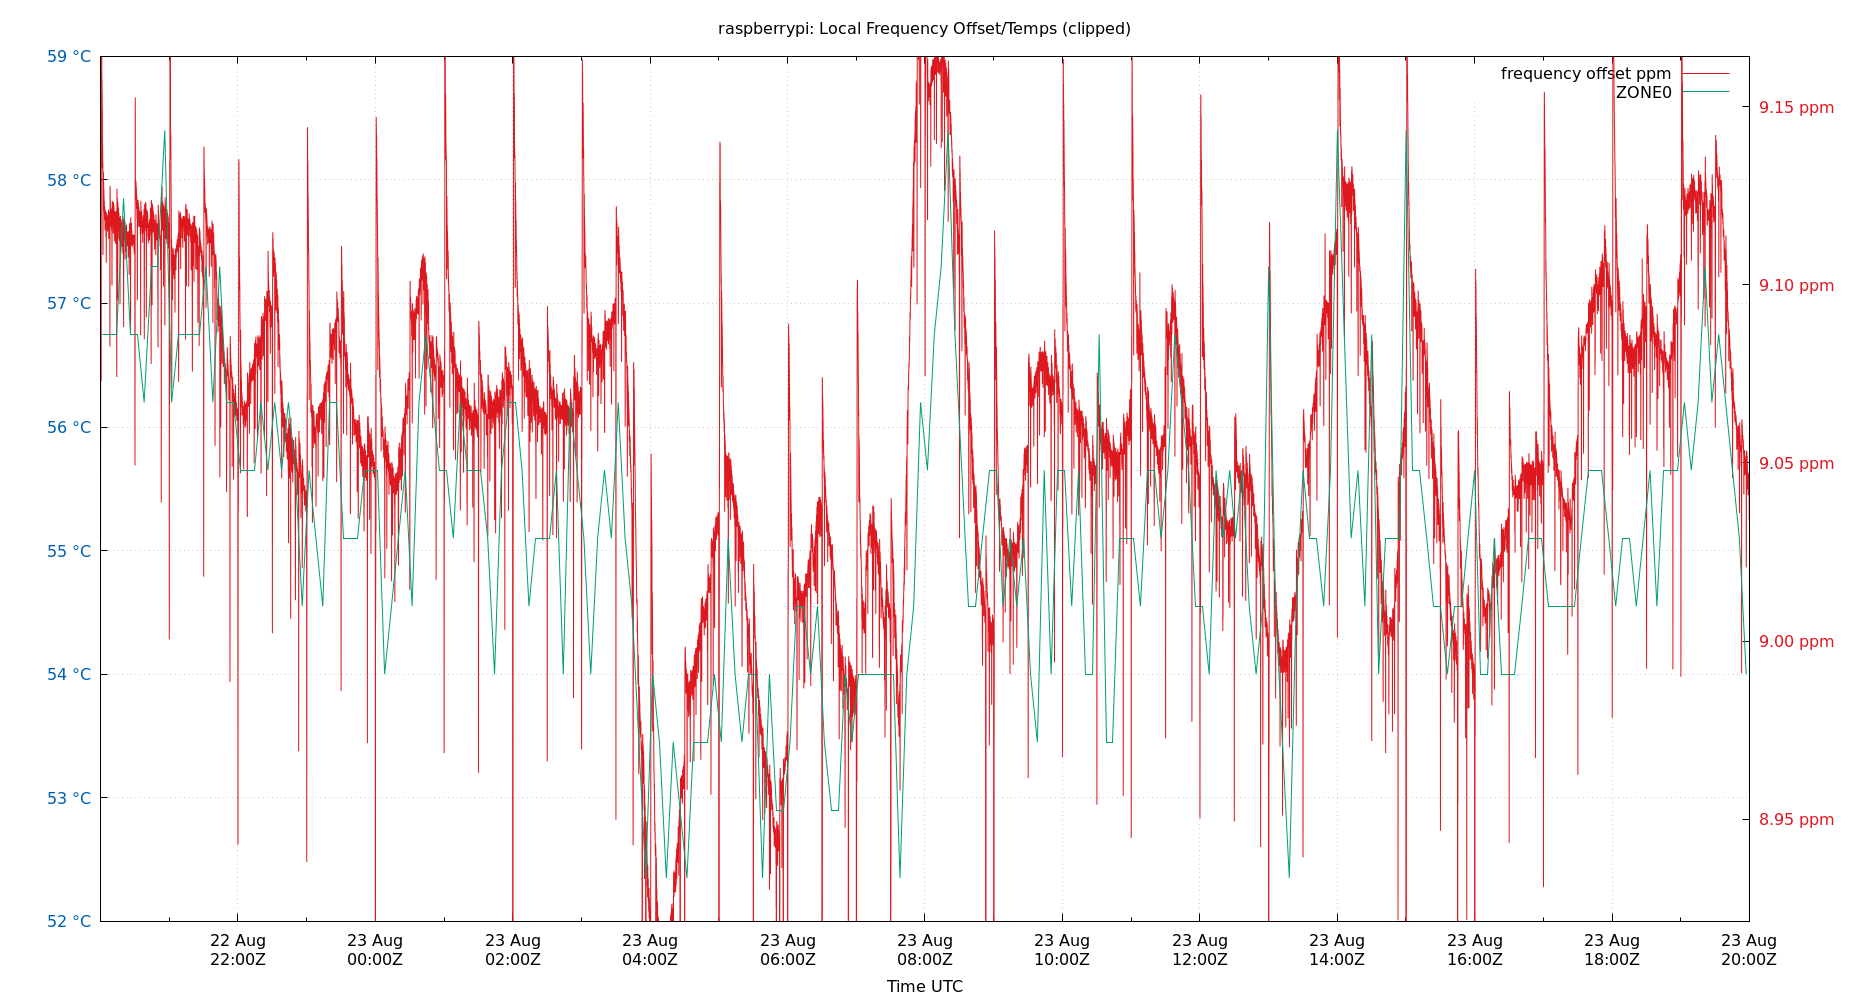 raspberrypi: Local Frequency Offset/Temps (clipped)
frequency offset ppm
ZONE0
59 °C
58 °C
57 °C
56 °C
55 °C
54 °C
53 °C
52 °C
9.15 ppm
9.10 ppm
9.05 ppm
9.00 ppm
8.95 ppm
22 Aug 23 Aug 23 Aug 23 Aug 23 Aug 23 Aug 23 Aug 23 Aug 23 Aug 23 Aug 23 Aug 23 Aug
22:00Z 00:00Z 02:00Z 04:00Z 06:00Z 08:00Z 10:00Z 12:00Z 14:00Z 16:00Z 18:00Z 20:00Z
Time UTC